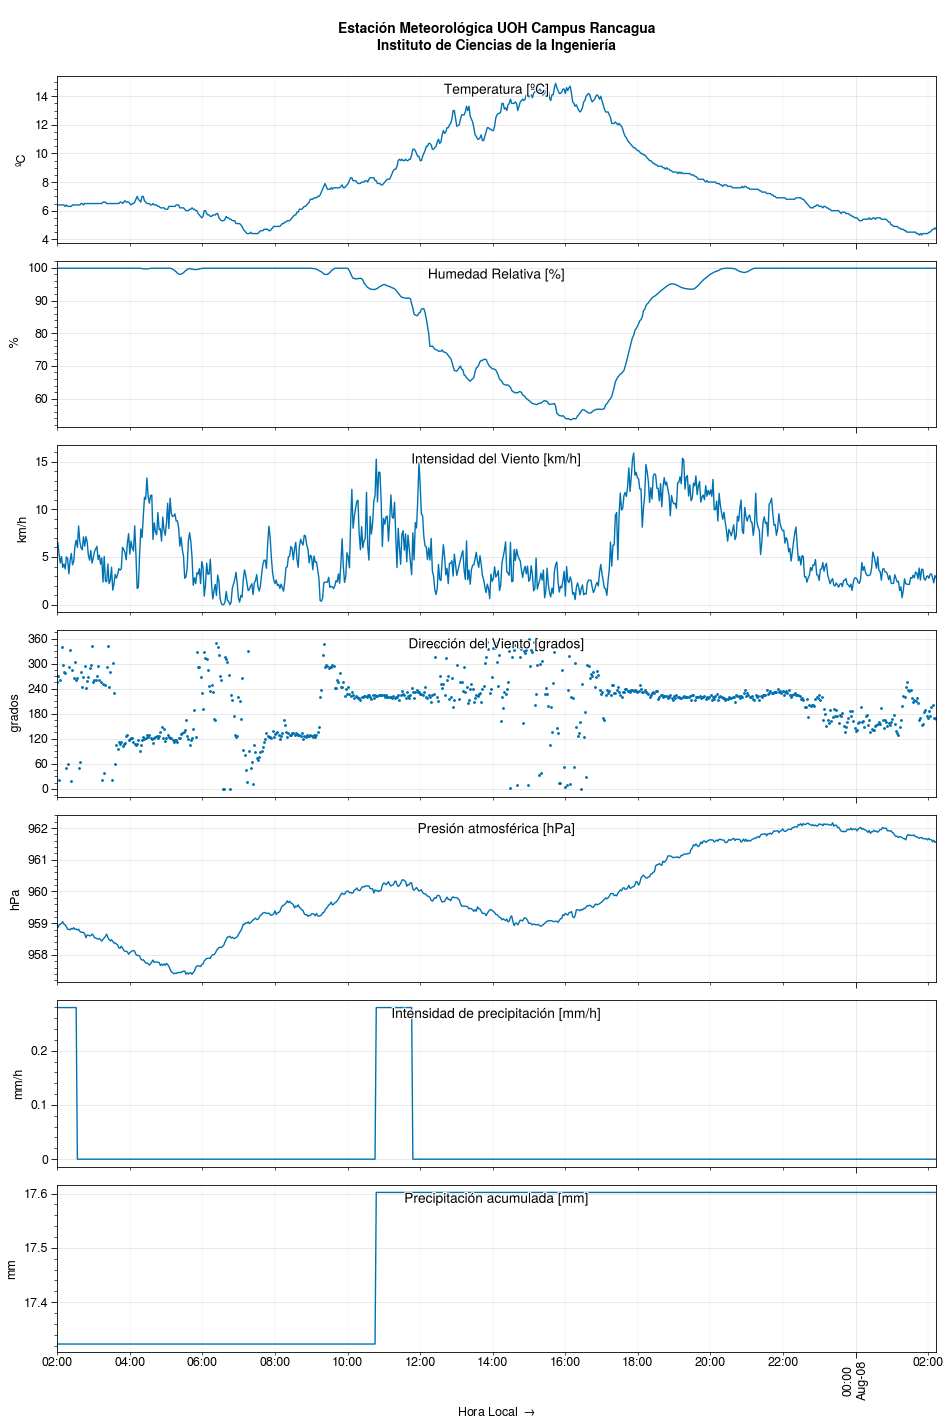 Estación Meteorológica UOH Campus Rancagua
Instituto de Ciencias de la Ingeniería
Temperatura [ºC]
14
12
10
8
6
4
ºC
Humedad Relativa [%]
100
90
80
70
60
%
Intensidad del Viento [km/h]
15
10
5
0
km/h
Dirección del Viento [grados]
360
300
240
180
120
60
0
grados
Presión atmosférica [hPa]
962
961
960
959
958
hPa
Intensidad de precipitación [mm/h]
0.2
0.1
0
mm/h
Precipitación acumulada [mm]
17.6
17.5
17.4
mm
02:00 04:00 06:00 08:00 10:00 12:00 14:00 16:00 18:00 20:00 22:00 00:00 02:00
Aug-08
Hora Local →